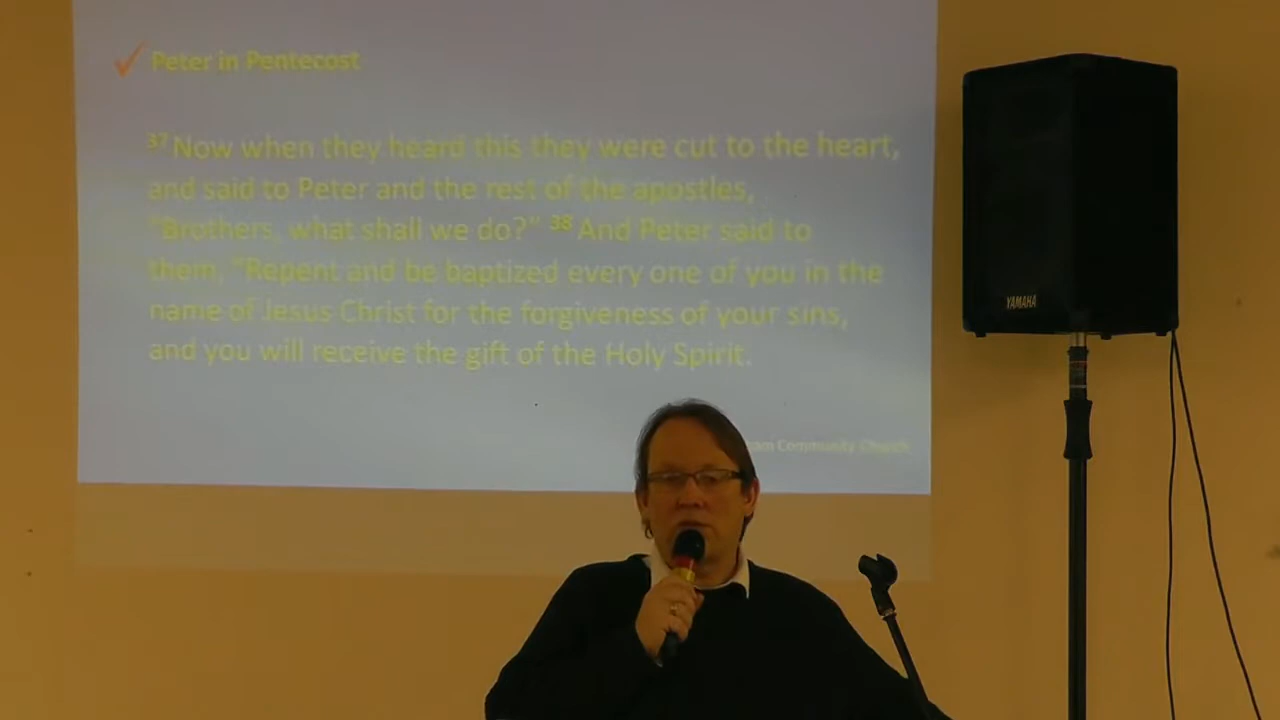 Peter in Pentecost
37 Now when they heard this they were cut to the heart,
and said to Peter and the rest of the apostles,
"Brothers, what shall we do?" 38 And Peter said to
them, "Repent and be baptized every one of you in the
name of Jesus Christ for the forgiveness of your sins,
and you will receive the gift of the Holy Spirit.
Community Church
YAMAHA